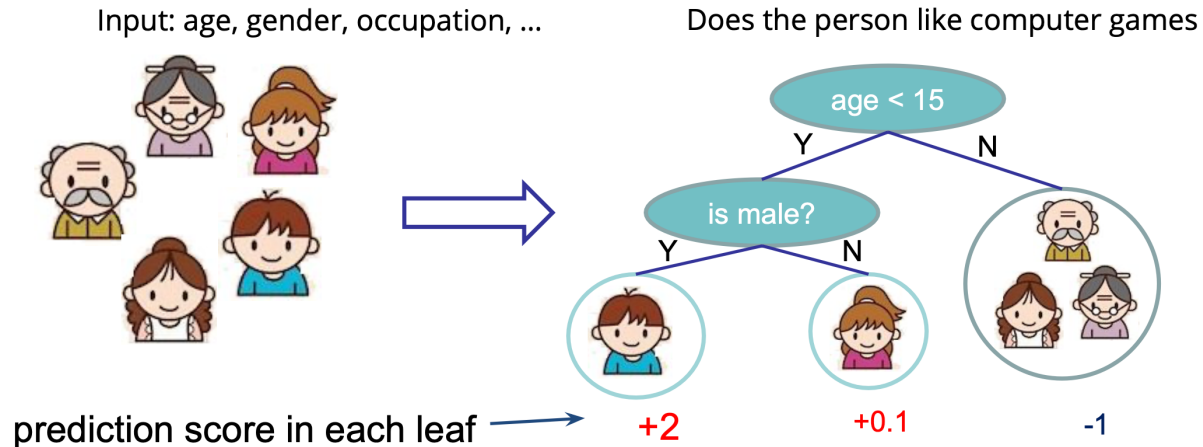 Input: age, gender, occupation, ...
Does the person like computer games
age < 15
Y
N
is male?
Y
N
prediction score in each leaf
+2
+0.1
-1